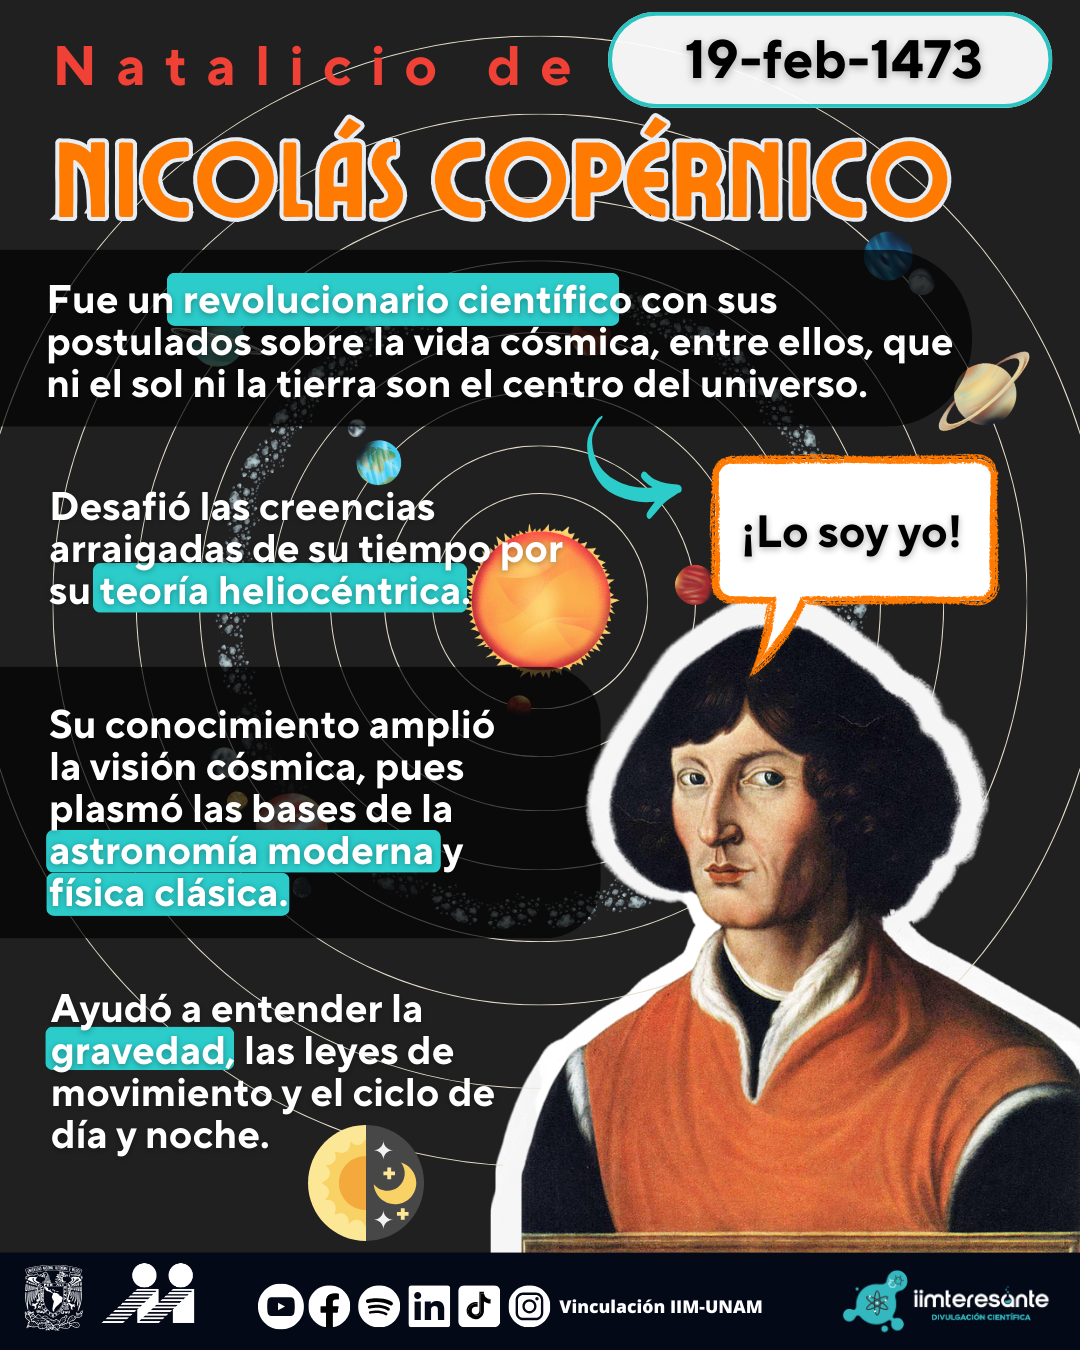 Natalicio de
19-feb-1473
NICOLÁS COPÉRNICO
Fue un revolucionario científico con sus
postulados sobre la vida cósmica, entre ellos, que
ni el sol ni la tierra son el centro del universo.
¡Lo soy yo!
Desafió las creencias
arraigadas de su tiempo por
su teoría heliocéntrica.
Su conocimiento amplió
la visión cósmica, pues
plasmó las bases de la
astronomía moderna y
física clásica.
Ayudó a entender la
gravedad, las leyes de
movimiento y el ciclo de
día y noche.
Vinculación IIM-UNAM
iimteresante
DIVULGACIÓN CIENTÍFICA